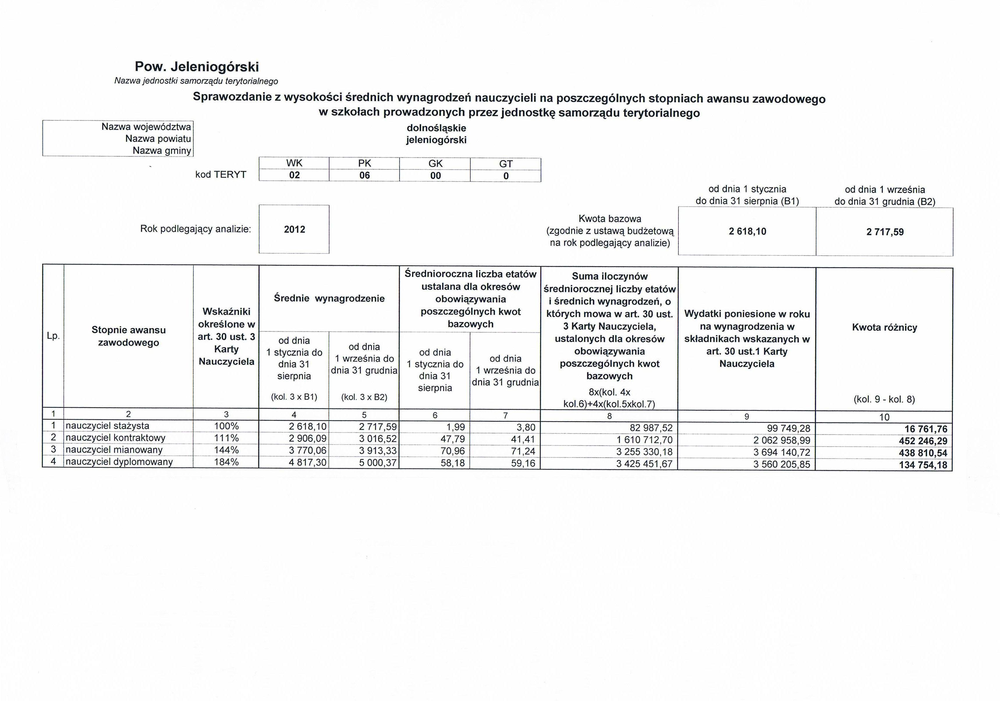 Pow. Jeleniogórski
Nazwa jednostki samorządu terytorialnego
Sprawozdanie z wysokości średnich wynagrodzeń nauczycieli na poszczególnych stopniach awansu zawodowego
w szkołach prowadzonych przez jednostkę samorządu terytorialnego
Nazwa województwa dolnośląskie
Nazwa powiatu jeleniogórski
Nazwa gminy
WK PK GK GT
kod TERYT 02 06 00 0
od dnia 1 stycznia
do dnia 31 sierpnia (B1)
od dnia 1 września
do dnia 31 grudnia (B2)
Rok podlegający analizie: 2012
Kwota bazowa
(zgodnie z ustawą budżetową
na rok podlegający analizie)
2 618,10 2 717,59
Lp.
Stopnie awansu
zawodowego
Wskaźniki
określone w
art. 30 ust. 3
Karty
Nauczyciela
Średnie wynagrodzenie
od dnia
1 stycznia do
dnia 31
sierpnia
(kol. 3 x B1)
od dnia
1 września do
dnia 31 grudnia
(kol. 3 x B2)
Średnioroczna liczba etatów
ustalana dla okresów
obowiązywania
poszczególnych kwot
bazowych
od dnia
1 stycznia do
dnia 31
sierpnia
od dnia
1 września do
dnia 31 grudnia
Suma iloczynów
średniorocznej liczby etatów
i średnich wynagrodzeń, o
których mowa w art. 30 ust.
3 Karty Nauczyciela,
ustalonych dla okresów
obowiązywania
poszczególnych kwot
bazowych
8x(kol. 4x
kol.6)+4x(kol.5xkol.7)
Wydatki poniesione w roku
na wynagrodzenia w
składnikach wskazanych w
art. 30 ust.1 Karty
Nauczyciela
Kwota różnicy
(kol. 9 - kol. 8)
1 2 3 4 5 6 7 8 9 10
1 nauczyciel stażysta 100% 2 618,10 2 717,59 1,99 3,80 82 987,52 99 749,28 16 761,76
2 nauczyciel kontraktowy 111% 2 906,09 3 016,52 47,79 41,41 1 610 712,70 2 062 958,99 452 246,29
3 nauczyciel mianowany 144% 3 770,06 3 913,33 70,96 71,24 3 255 330,18 3 694 140,72 438 810,54
4 nauczyciel dyplomowany 184% 4 817,30 5 000,37 58,18 59,16 3 425 451,67 3 560 205,85 134 754,18